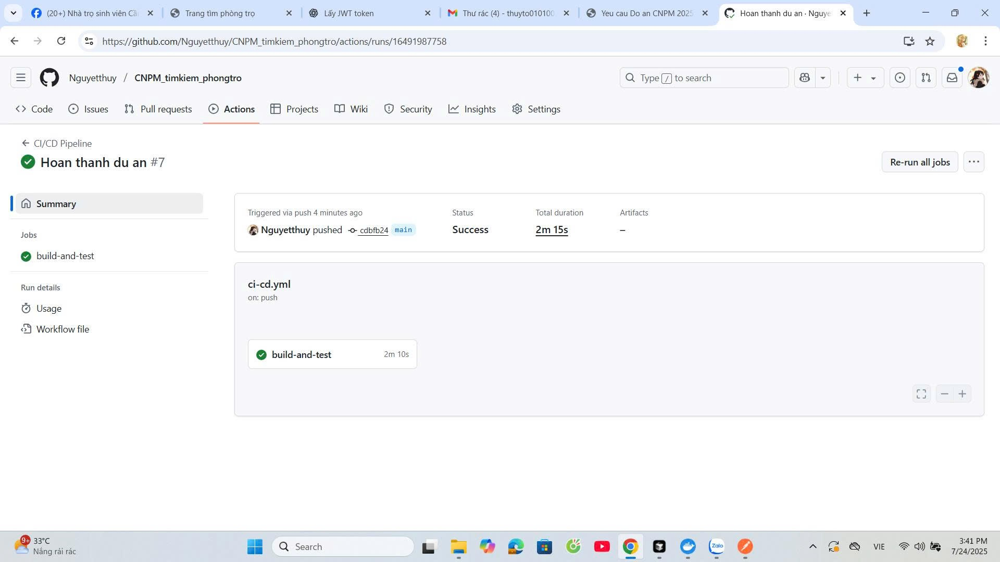 (20+) Nhà trọ sinh viên Cầ
Trang tìm phòng trọ
Lấy JWT token
Thư rác (4) - thuyto010100
Yeu cau Do an CNPM 2025
Hoan thanh du an · Nguye
https://github.com/Nguyetthuy/CNPM_timkiem_phongtro/actions/runs/16491987758
Nguyetthuy / CNPM_timkiem_phongtro
Type / to search
Code
Issues
Pull requests
Actions
Projects
Wiki
Security
Insights
Settings
CI/CD Pipeline
Hoan thanh du an #7
Re-run all jobs
Summary
Jobs
build-and-test
Run details
Usage
Workflow file
Triggered via push 4 minutes ago
Nguyetthuy pushed cdbfb24 main
Status
Success
Total duration
2m 15s
Artifacts
–
ci-cd.yml
on: push
build-and-test 2m 10s
9+
33°C
Nắng rải rác
Search
Zalo
VIE
3:41 PM
7/24/2025